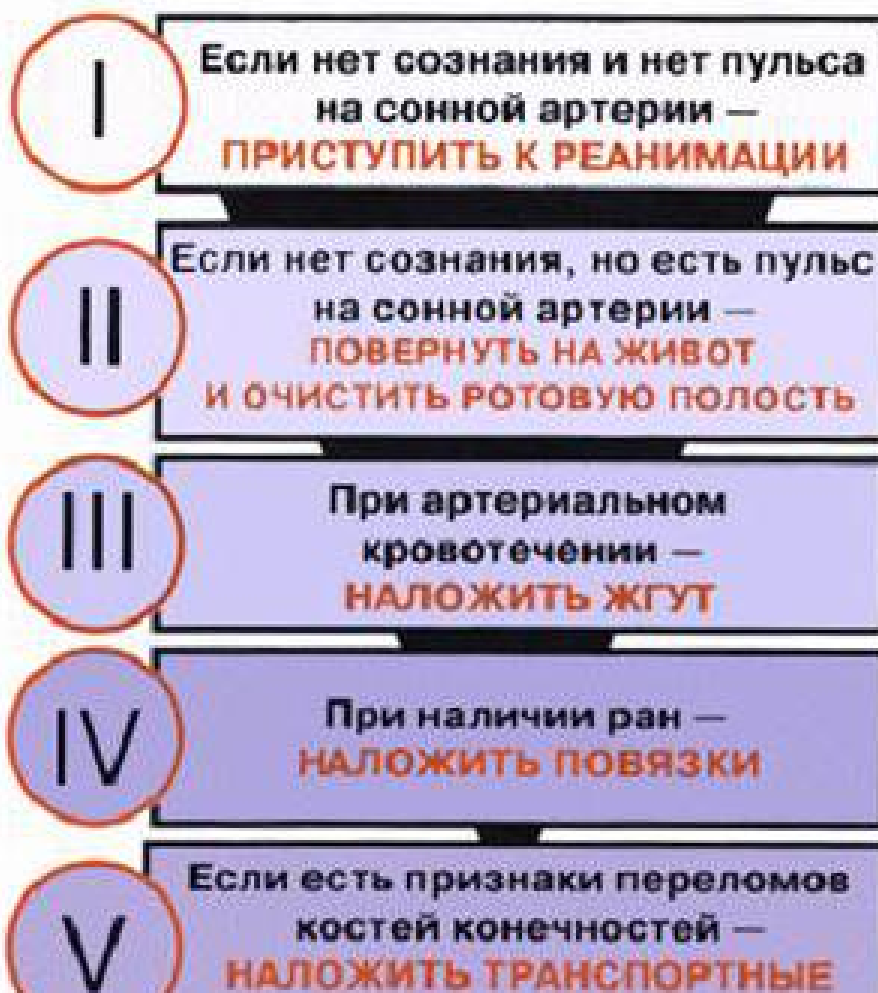 I
Если нет сознания и нет пульса
на сонной артерии —
ПРИСТУПИТЬ К РЕАНИМАЦИИ
II
Если нет сознания, но есть пульс
на сонной артерии —
ПОВЕРНУТЬ НА ЖИВОТ
И ОЧИСТИТЬ РОТОВУЮ ПОЛОСТЬ
III
При артериальном
кровотечении —
НАЛОЖИТЬ ЖГУТ
IV
При наличии ран —
НАЛОЖИТЬ ПОВЯЗКИ
V
Если есть признаки переломов
костей конечностей —
НАЛОЖИТЬ ТРАНСПОРТНЫЕ